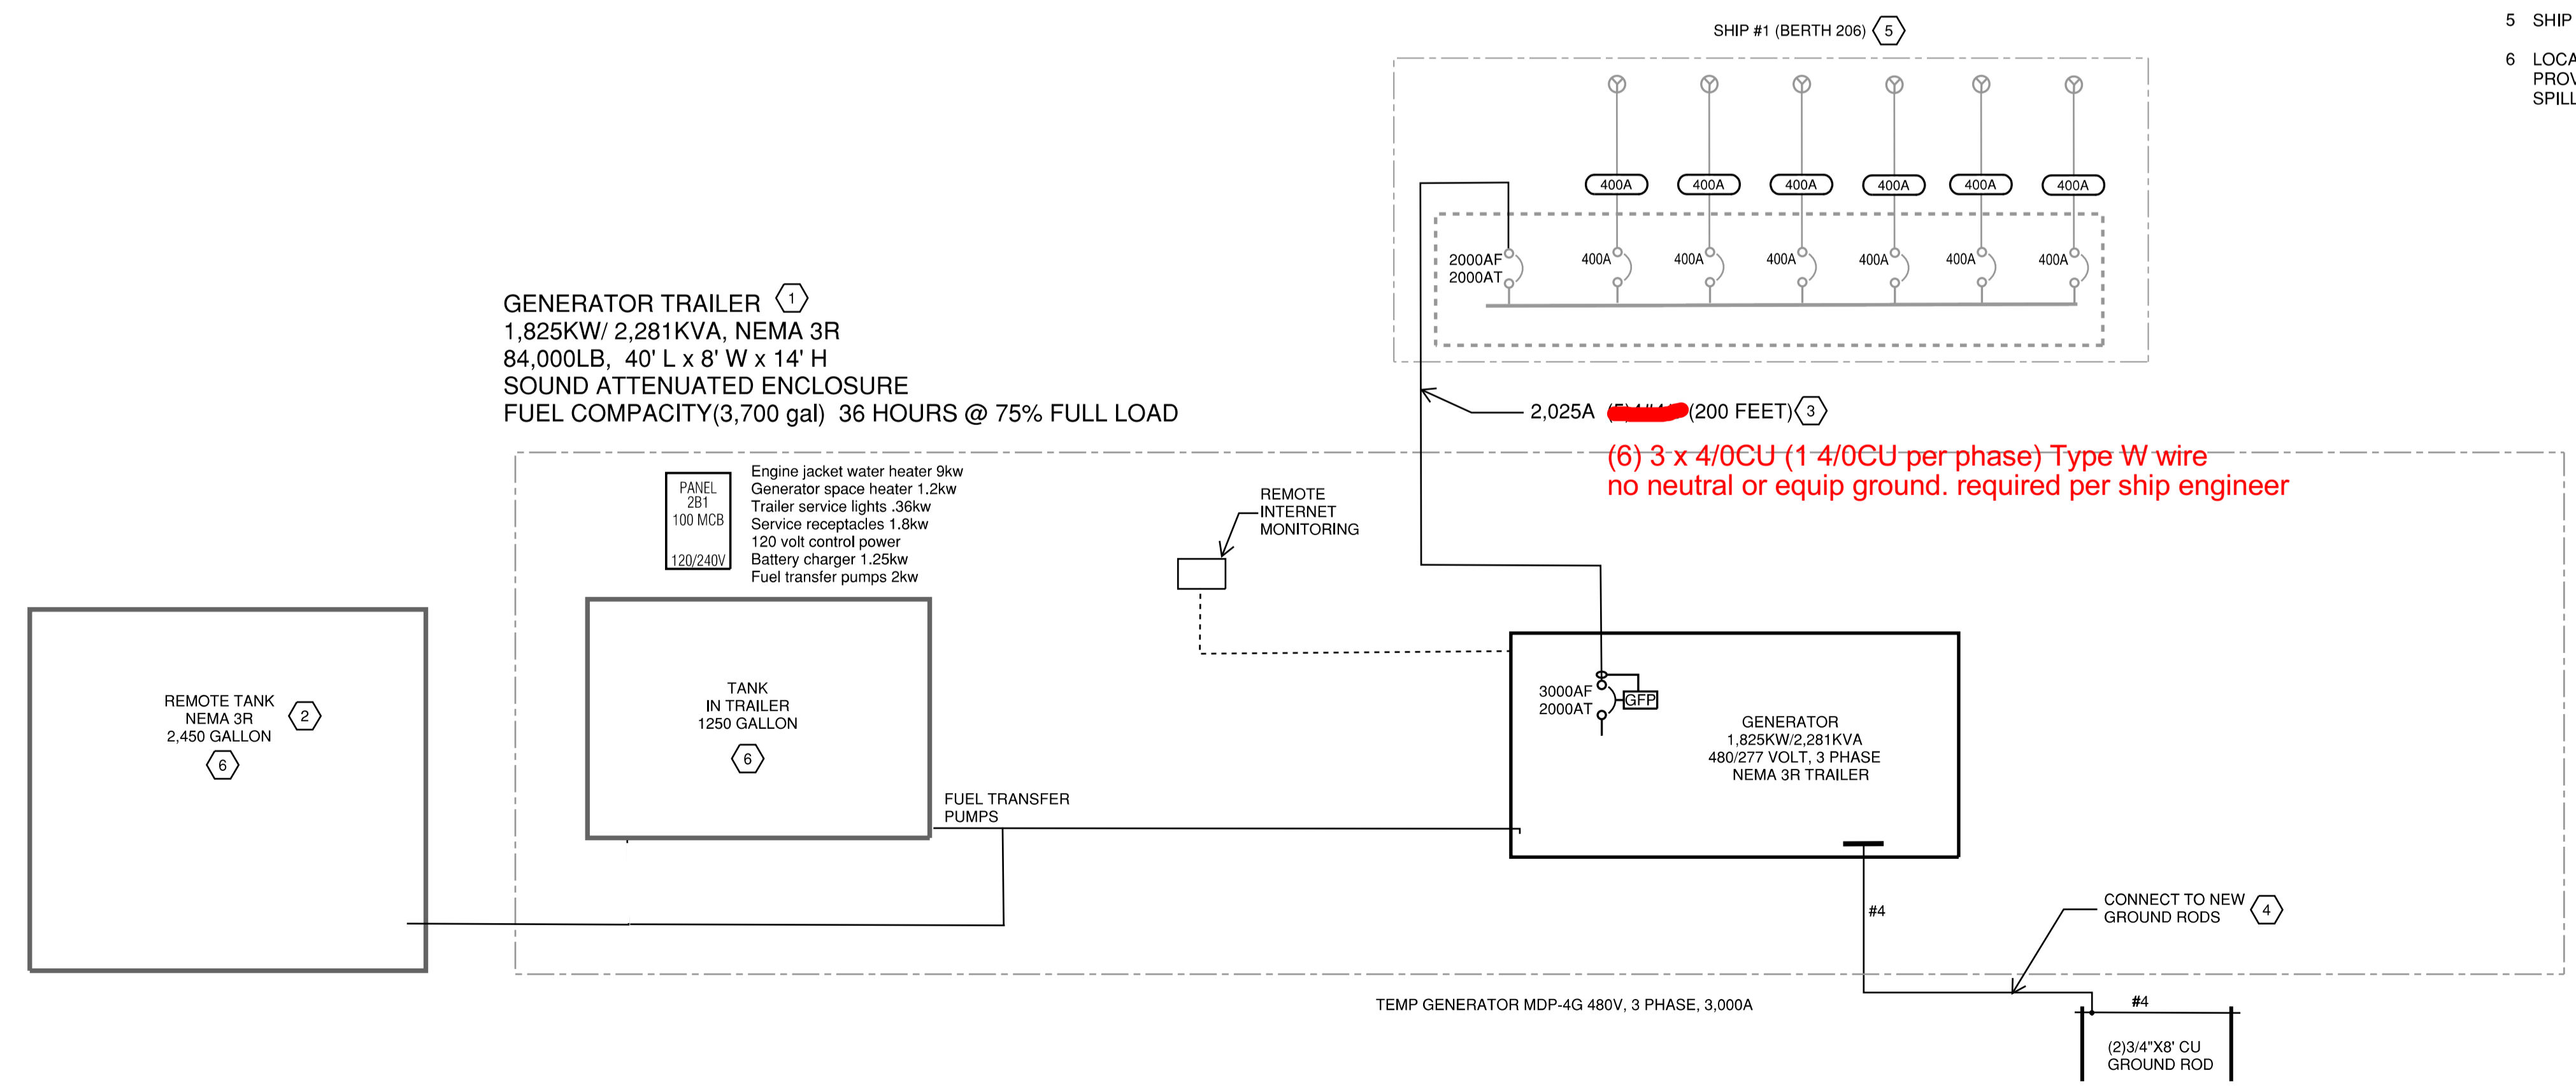 SHIP #1 (BERTH 206) 5
5 SHIP
6 LOCA
PROV
SPILL
400A 400A 400A 400A 400A 400A
2000AF
2000AT
400A 400A 400A 400A 400A 400A
GENERATOR TRAILER 1
1,825KW/ 2,281KVA, NEMA 3R
84,000LB, 40' L x 8' W x 14' H
SOUND ATTENUATED ENCLOSURE
FUEL COMPACITY(3,700 gal) 36 HOURS @ 75% FULL LOAD
2,025A (200 FEET) 3
(6) 3 x 4/0CU (1 4/0CU per phase) Type W wire
no neutral or equip ground. required per ship engineer
PANEL
2B1
100 MCB
120/240V
Engine jacket water heater 9kw
Generator space heater 1.2kw
Trailer service lights .36kw
Service receptacles 1.8kw
120 volt control power
Battery charger 1.25kw
Fuel transfer pumps 2kw
REMOTE
INTERNET
MONITORING
REMOTE TANK
NEMA 3R
2,450 GALLON
2
6
TANK
IN TRAILER
1250 GALLON
6
FUEL TRANSFER
PUMPS
3000AF
2000AT
GFP
GENERATOR
1,825KW/2,281KVA
480/277 VOLT, 3 PHASE
NEMA 3R TRAILER
#4
CONNECT TO NEW
GROUND RODS
4
TEMP GENERATOR MDP-4G 480V, 3 PHASE, 3,000A
#4
(2)3/4"X8' CU
GROUND ROD